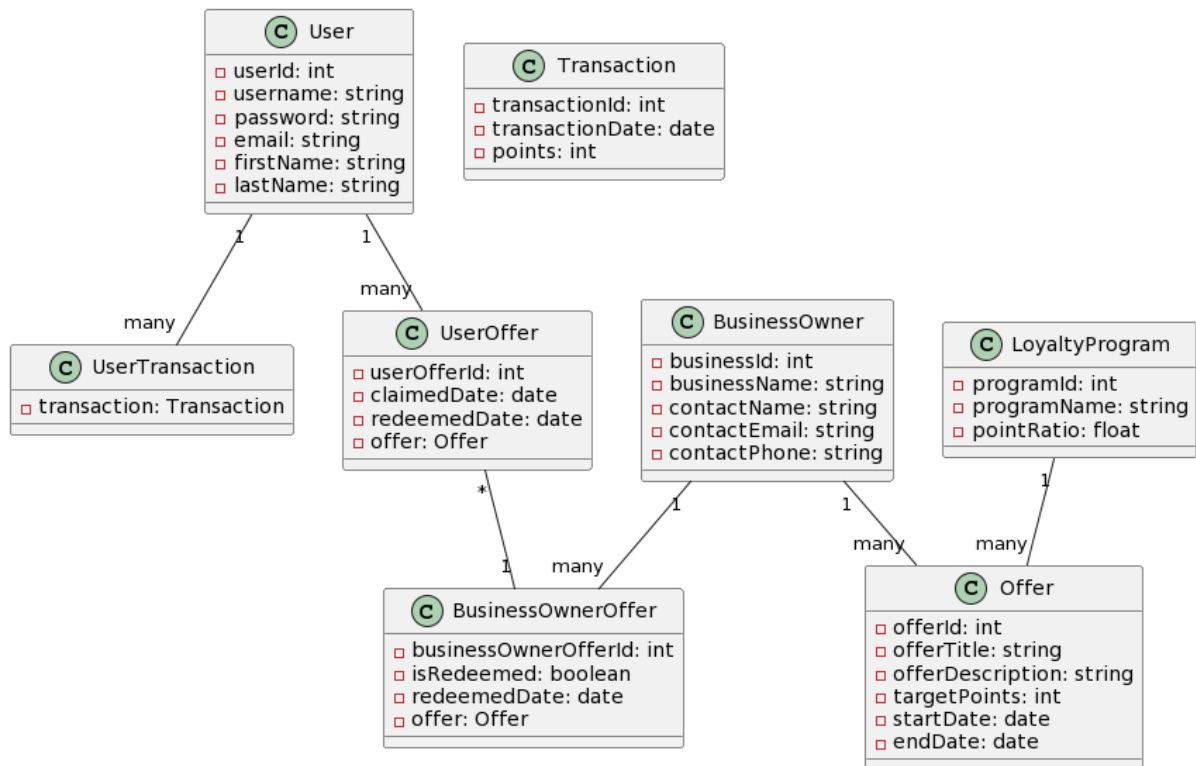 C User
userId: int
username: string
password: string
email: string
firstName: string
lastName: string
C Transaction
transactionId: int
transactionDate: date
points: int
1
1
many
many
C UserTransaction
transaction: Transaction
C UserOffer
userOfferId: int
claimedDate: date
redeemedDate: date
offer: Offer
C BusinessOwner
businessId: int
businessName: string
contactName: string
contactEmail: string
contactPhone: string
C LoyaltyProgram
programId: int
programName: string
pointRatio: float
*
1
1
1
1
many
many
many
C BusinessOwnerOffer
businessOwnerOfferId: int
isRedeemed: boolean
redeemedDate: date
offer: Offer
C Offer
offerId: int
offerTitle: string
offerDescription: string
targetPoints: int
startDate: date
endDate: date